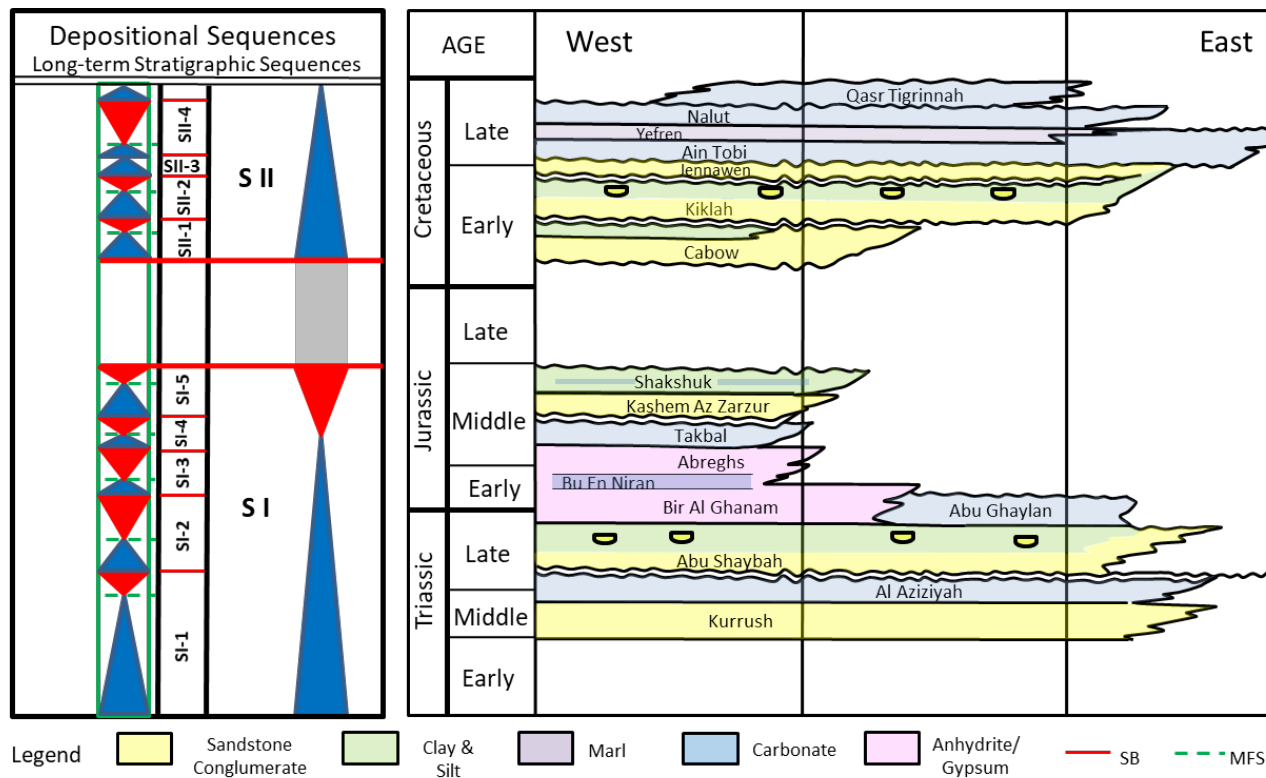 Depositional Sequences
Long-term Stratigraphic Sequences
SII-4
SII-3
SII-2
SII-1
S II
SI-5
SI-4
SI-3
SI-2
SI-1
S I
AGE
West
East
Cretaceous
Late
Early
Jurassic
Late
Middle
Early
Triassic
Late
Middle
Early
Qasr Tigrinnah
Nalut
Yefren
Ain Tobi
Jennawen
Kiklah
Cabow
Shakshuk
Kashem Az Zarzur
Takbal
Abreghs
Bu En Niran
Bir Al Ghanam
Abu Ghaylan
Abu Shaybah
Al Aziziyah
Kurrush
Legend
Sandstone
Conglomerate
Clay &
Silt
Marl
Carbonate
Anhydrite/
Gypsum
SB
MFS